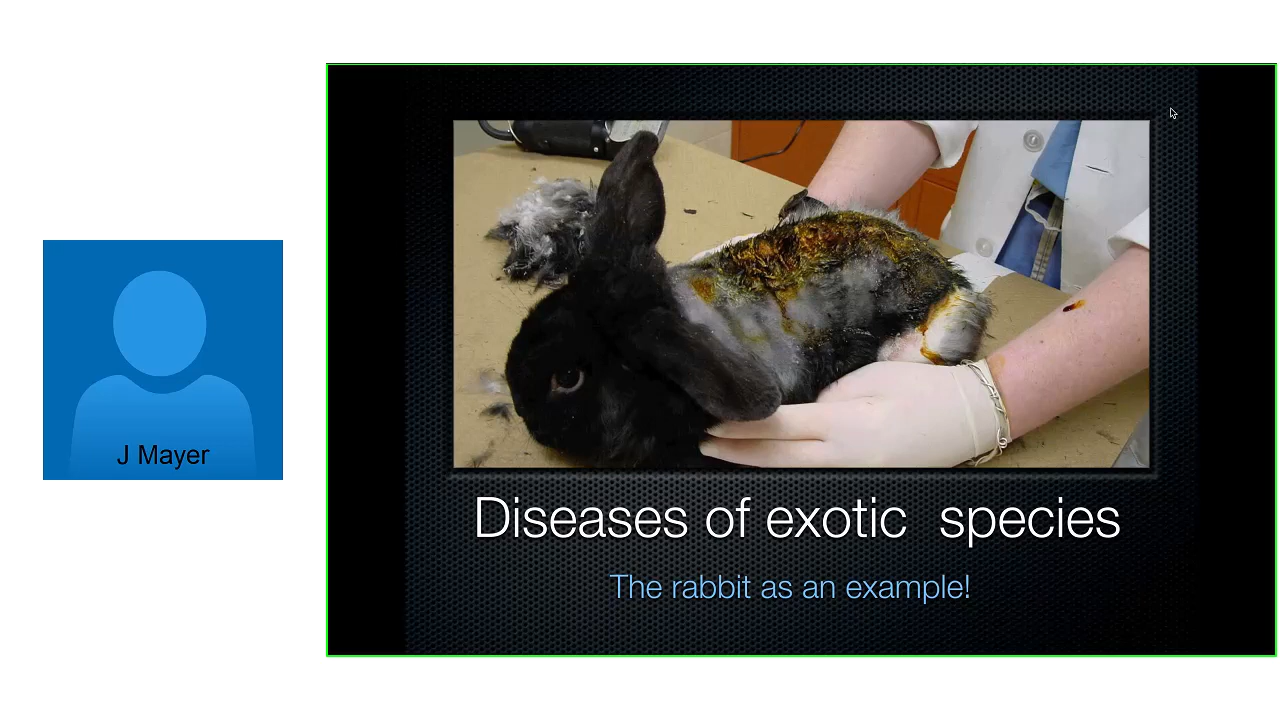 J Mayer
Diseases of exotic species
The rabbit as an example!